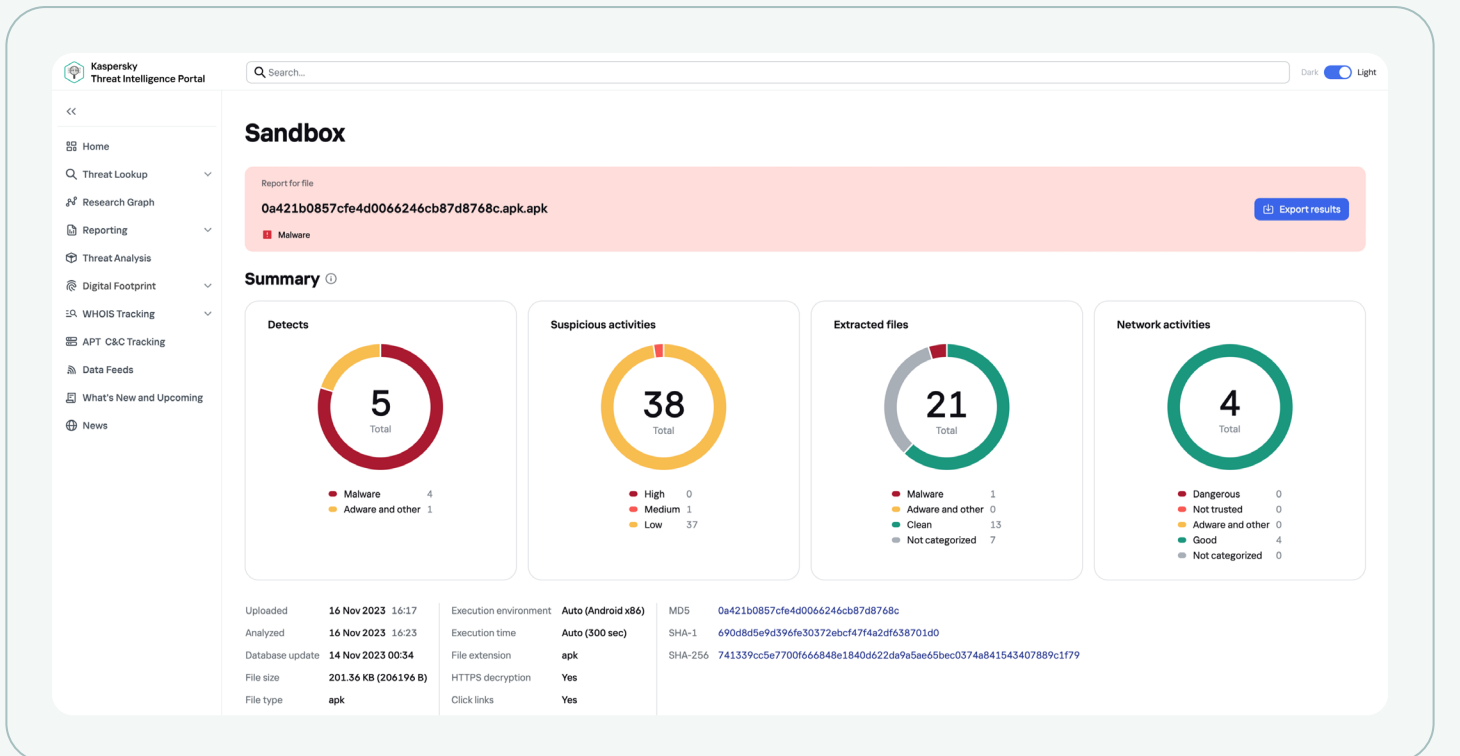 Kaspersky
Threat Intelligence Portal
Search...
Dark Light
Home
Threat Lookup
Research Graph
Reporting
Threat Analysis
Digital Footprint
WHOIS Tracking
APT C&C Tracking
Data Feeds
What's New and Upcoming
News
Sandbox
Report for file
0a421b0857cfe4d0066246cb87d8768c.apk.apk
Malware
Export results
Summary
Detects
5
Total
Malware 4
Adware and other 1
Suspicious activities
38
Total
High 0
Medium 1
Low 37
Extracted files
21
Total
Malware 1
Adware and other 0
Clean 13
Not categorized 7
Network activities
4
Total
Dangerous 0
Not trusted 0
Adware and other 0
Good 4
Not categorized 0
Uploaded 16 Nov 2023 16:17
Analyzed 16 Nov 2023 16:23
Database update 14 Nov 2023 00:34
File size 201.36 KB (206196 B)
File type apk
Execution environment Auto (Android x86)
Execution time Auto (300 sec)
File extension apk
HTTPS decryption Yes
Click links Yes
MD5 0a421b0857cfe4d0066246cb87d8768c
SHA-1 690d8d5e9d396fe30372ebcf47f4a2df638701d0
SHA-256 741339cc5e7700f666848e1840d622da9a5ae65bec0374a841543407889c1f79